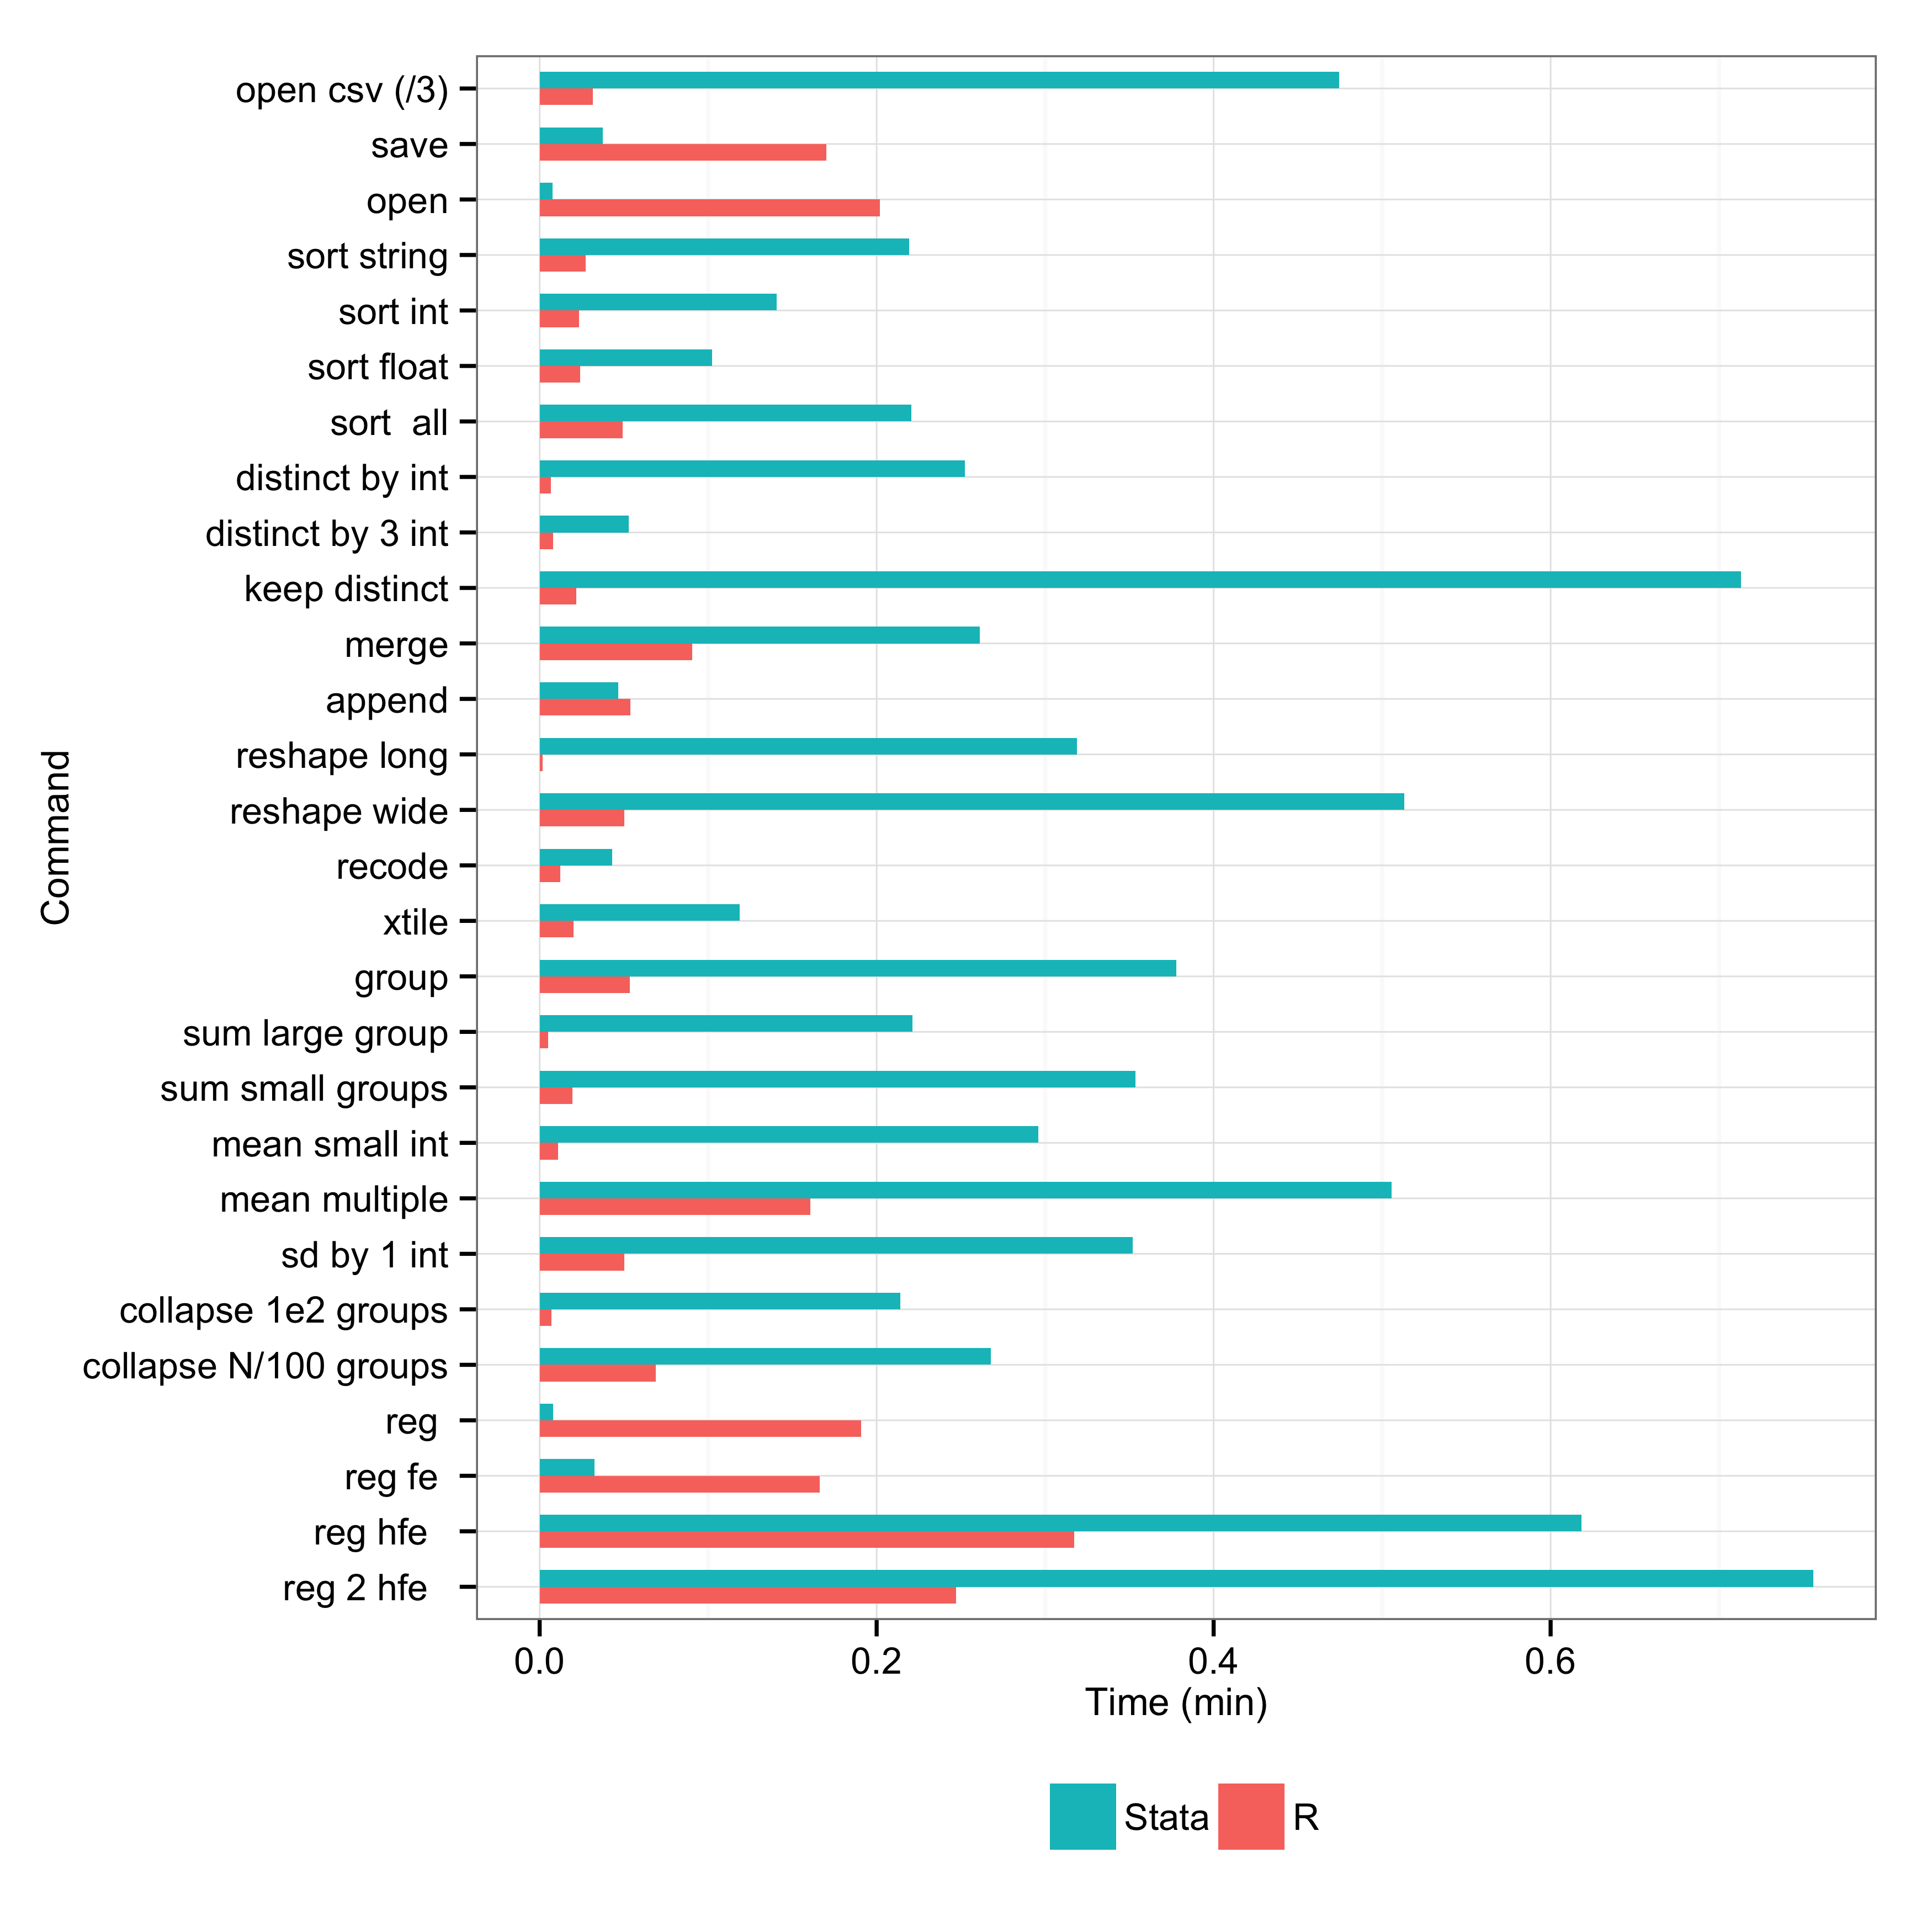 open csv (/3)
save
open
sort string
sort int
sort float
sort  all
distinct by int
distinct by 3 int
keep distinct
merge
append
reshape long
reshape wide
recode
xtile
group
sum large group
sum small groups
mean small int
mean multiple
sd by 1 int
collapse 1e2 groups
collapse N/100 groups
reg
reg fe
reg hfe
reg 2 hfe
Command
0.0 0.2 0.4 0.6
Time (min)
Stata R